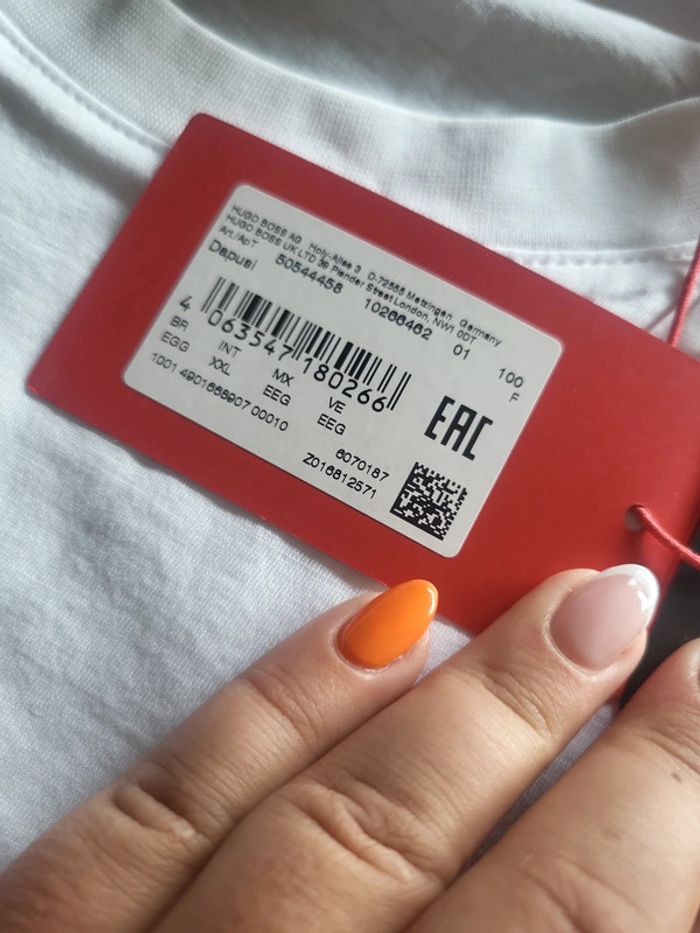 HUGO BOSS AG Holy-Allee 3 D-72555 Metzingen, Germany
HUGO BOSS UK LTD 39 Plender Street London, NW1 0DT
Art./Арт
Dapusi 50544458 10266462 01 100
F
4 063547 180266
BR INT MX VE
EGG XXL EEG EEG
EAC
1001 4901668907 00010 6070187
Z016812571